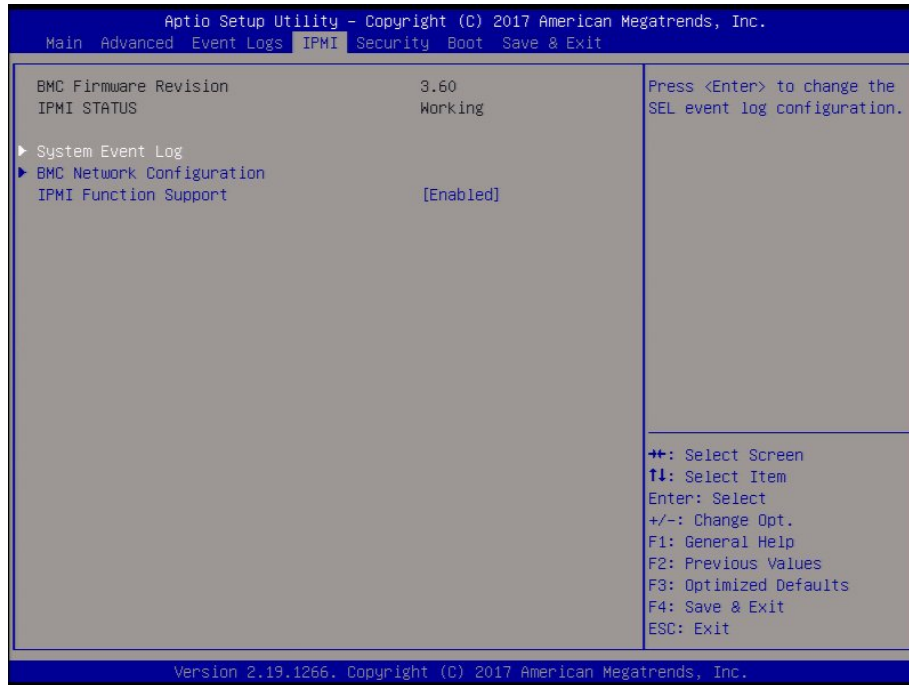 Aptio Setup Utility – Copyright (C) 2017 American Megatrends, Inc.
Main Advanced Event Logs IPMI Security Boot Save & Exit
BMC Firmware Revision 3.60
IPMI STATUS Working
▶ System Event Log
▶ BMC Network Configuration
IPMI Function Support [Enabled]
Press <Enter> to change the
SEL event log configuration.
→←: Select Screen
↑↓: Select Item
Enter: Select
+/-: Change Opt.
F1: General Help
F2: Previous Values
F3: Optimized Defaults
F4: Save & Exit
ESC: Exit
Version 2.19.1266. Copyright (C) 2017 American Megatrends, Inc.